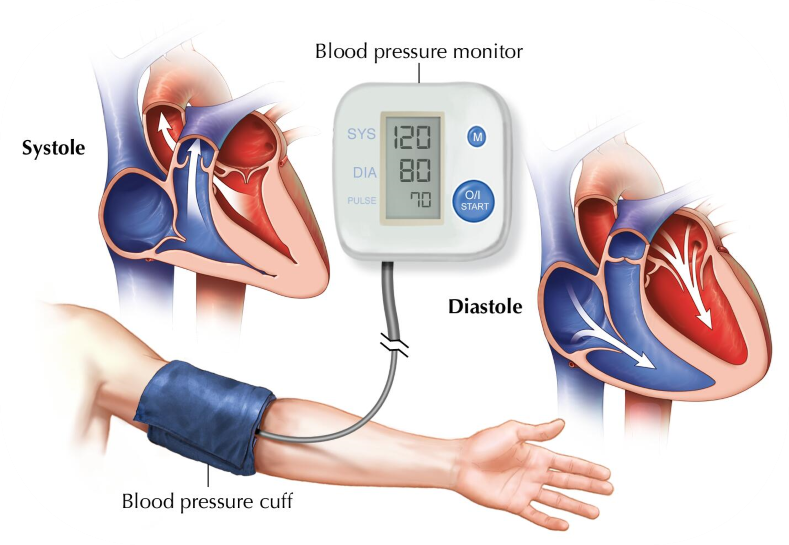 Blood pressure monitor
Systole
SYS 120 M
DIA 80
PULSE 70
O/I
START
Diastole
Blood pressure cuff